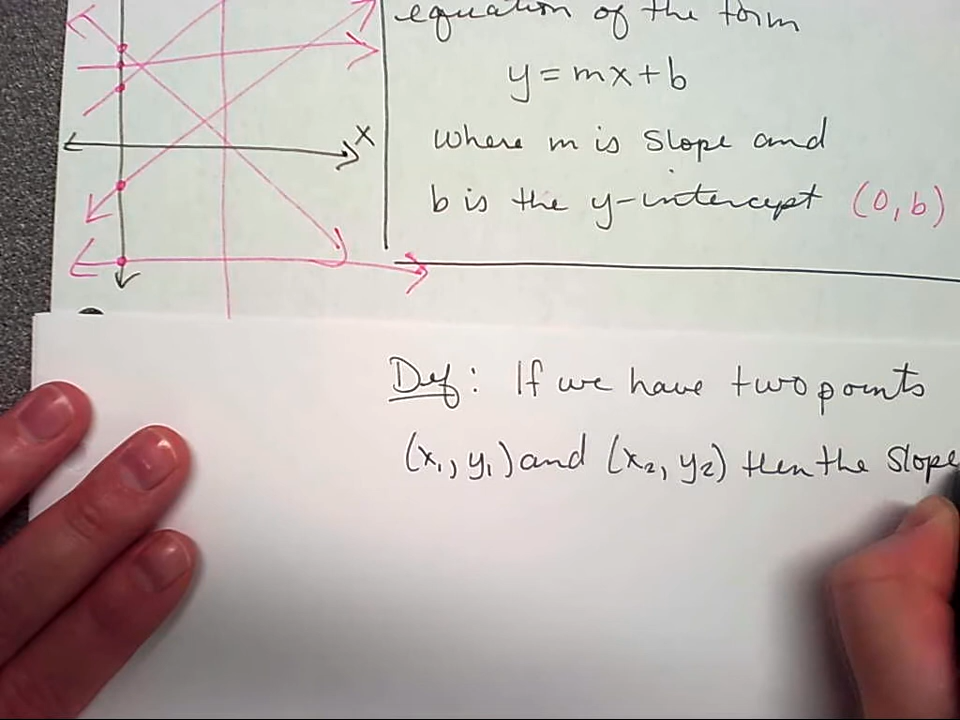 equation of the form
y = mx + b
where m is slope and
b is the y-intercept (0, b)
x
Def: If we have two points
(x₁, y₁) and (x₂, y₂) then the slope